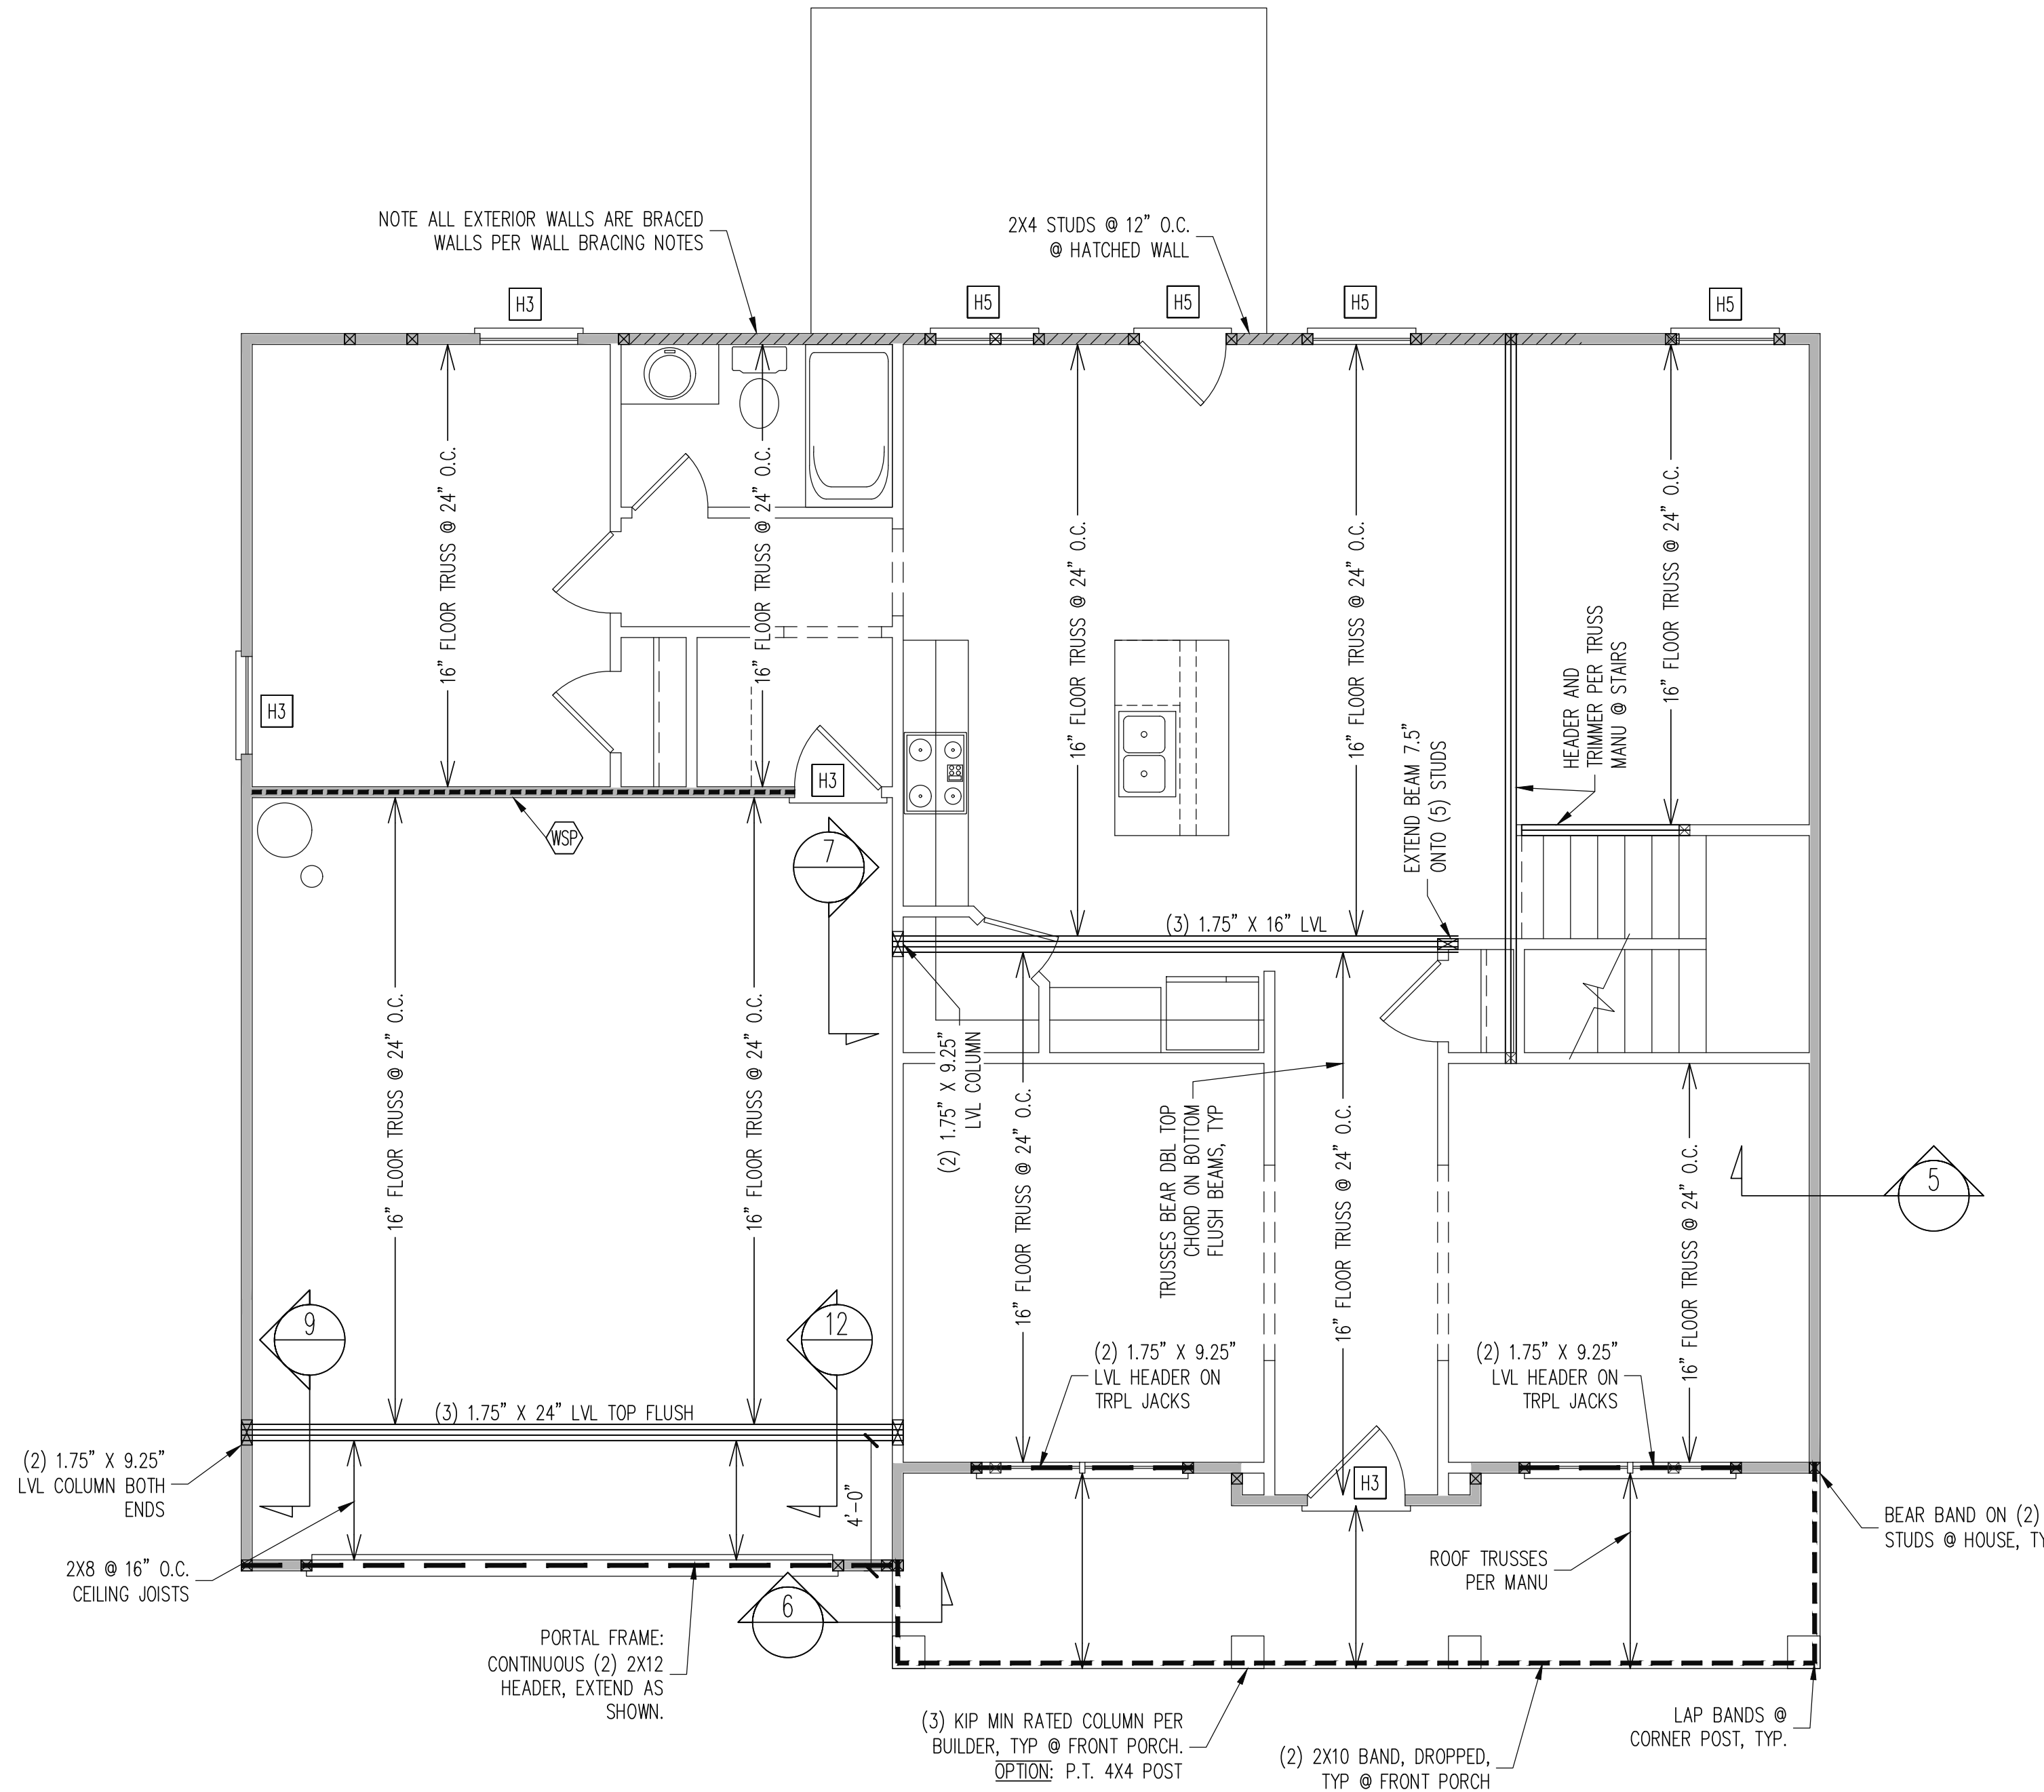 NOTE ALL EXTERIOR WALLS ARE BRACED
WALLS PER WALL BRACING NOTES
2X4 STUDS @ 12" O.C.
@ HATCHED WALL
H3
H5
H5
H5
H5
16" FLOOR TRUSS @ 24" O.C.
16" FLOOR TRUSS @ 24" O.C.
16" FLOOR TRUSS @ 24" O.C.
16" FLOOR TRUSS @ 24" O.C.
16" FLOOR TRUSS @ 24" O.C.
HEADER AND
TRIMMER PER TRUSS
MANU @ STAIRS
H3
H3
WSP
7
EXTEND BEAM 7.5"
ONTO (5) STUDS
(3) 1.75" X 16" LVL
16" FLOOR TRUSS @ 24" O.C.
16" FLOOR TRUSS @ 24" O.C.
(2) 1.75" X 9.25"
LVL COLUMN
16" FLOOR TRUSS @ 24" O.C.
TRUSSES BEAR DBL TOP
CHORD ON BOTTOM
FLUSH BEAMS, TYP
16" FLOOR TRUSS @ 24" O.C.
16" FLOOR TRUSS @ 24" O.C.
5
9
12
(2) 1.75" X 9.25"
LVL HEADER ON
TRPL JACKS
(2) 1.75" X 9.25"
LVL HEADER ON
TRPL JACKS
(3) 1.75" X 24" LVL TOP FLUSH
(2) 1.75" X 9.25"
LVL COLUMN BOTH
ENDS
4'-0"
H3
BEAR BAND ON (2)
STUDS @ HOUSE, TY
2X8 @ 16" O.C.
CEILING JOISTS
ROOF TRUSSES
PER MANU
6
PORTAL FRAME:
CONTINUOUS (2) 2X12
HEADER, EXTEND AS
SHOWN.
(3) KIP MIN RATED COLUMN PER
BUILDER, TYP @ FRONT PORCH.
OPTION: P.T. 4X4 POST
(2) 2X10 BAND, DROPPED,
TYP @ FRONT PORCH
LAP BANDS @
CORNER POST, TYP.